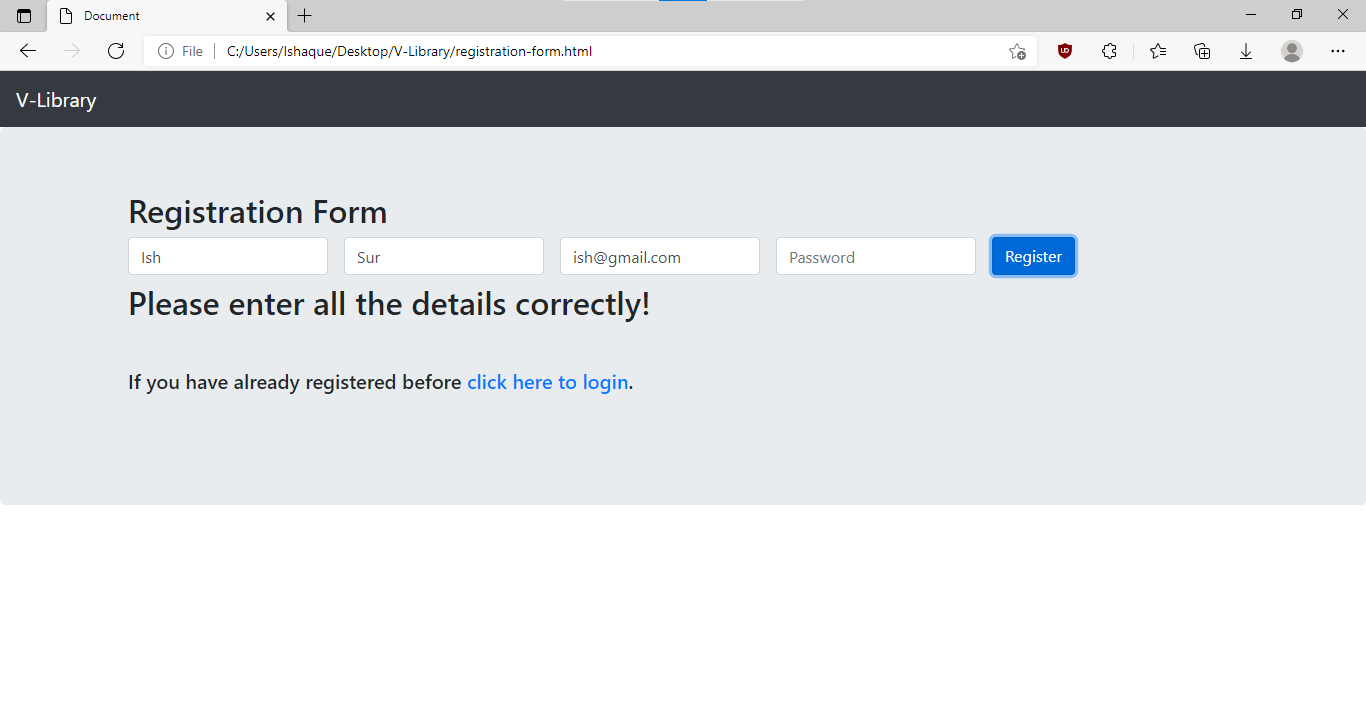 Document
File C:/Users/Ishaque/Desktop/V-Library/registration-form.html
V-Library
Registration Form
Ish Sur ish@gmail.com Password Register
Please enter all the details correctly!
If you have already registered before click here to login.